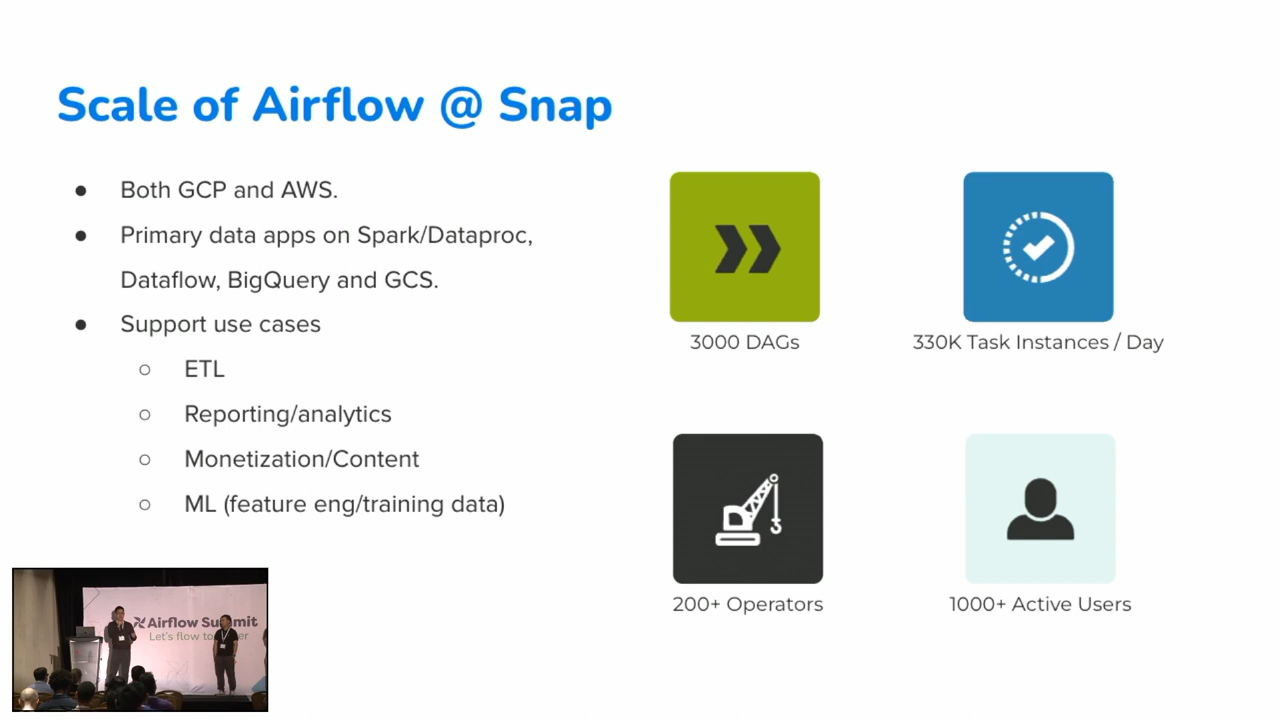 Scale of Airflow @ Snap
● Both GCP and AWS.
● Primary data apps on Spark/Dataproc,
Dataflow, BigQuery and GCS.
● Support use cases
○ ETL
○ Reporting/analytics
○ Monetization/Content
○ ML (feature eng/training data)
3000 DAGs
330K Task Instances / Day
200+ Operators
1000+ Active Users
Airflow Summit
Let's flow